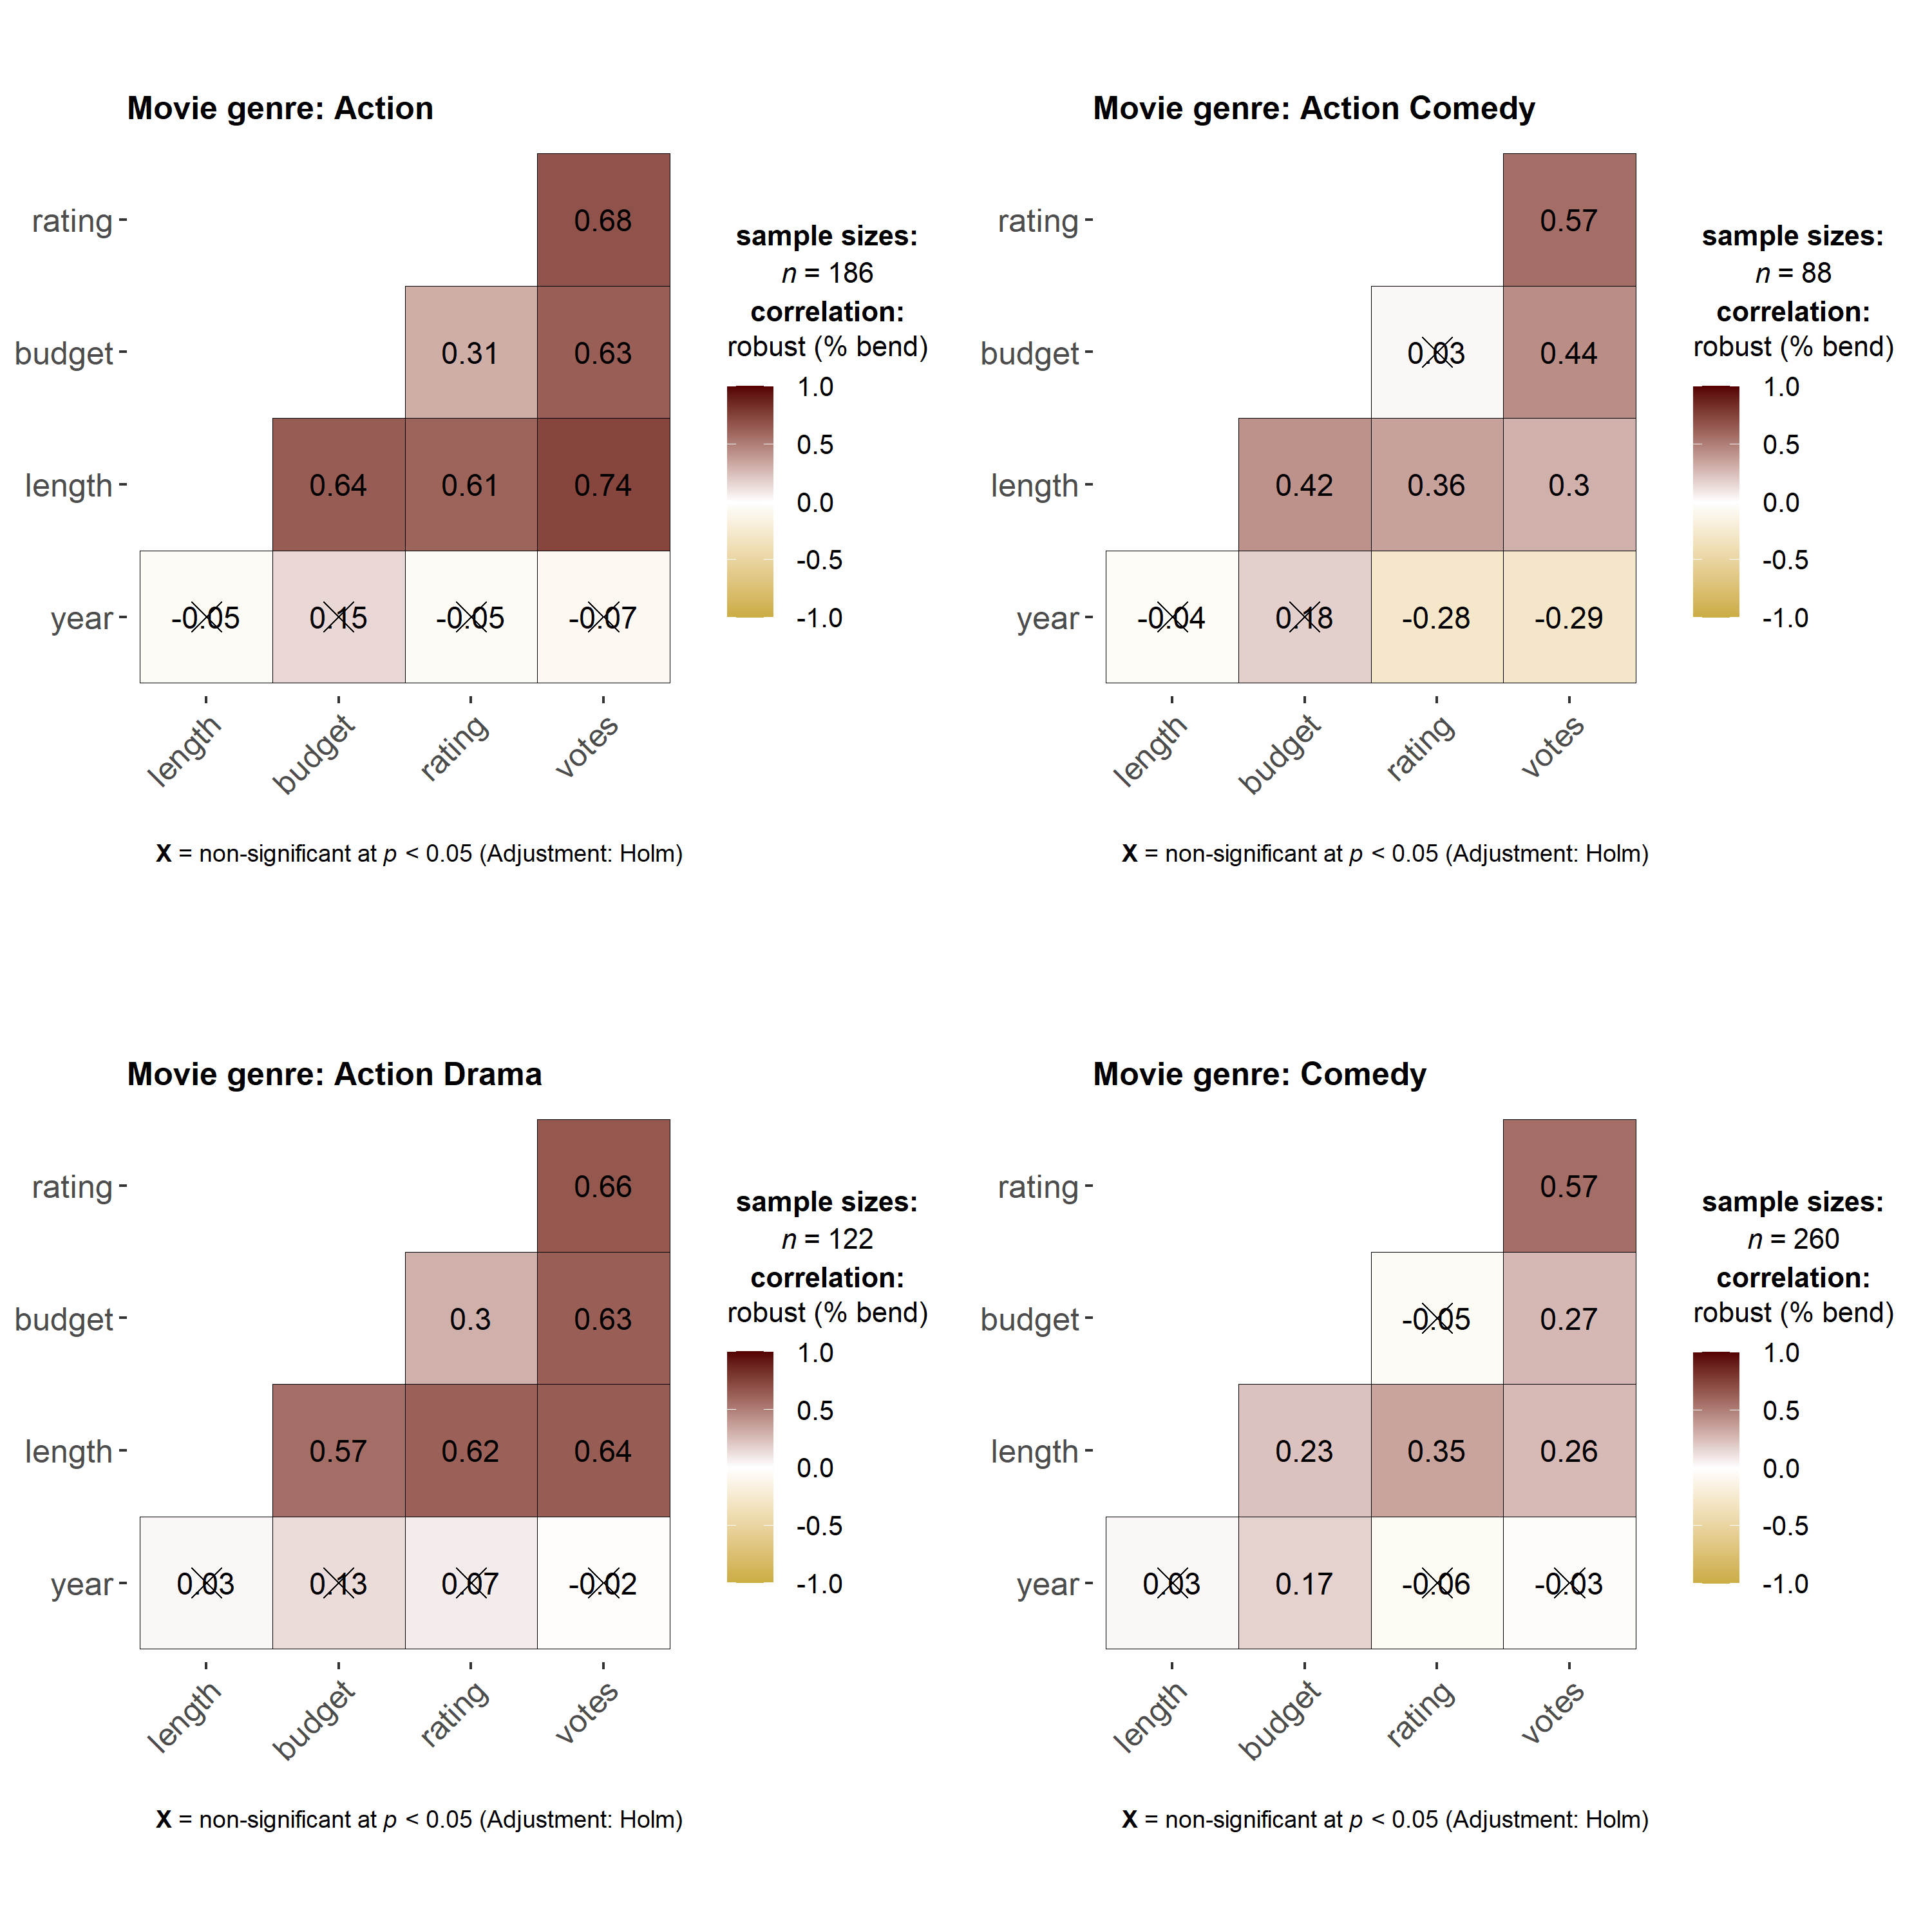 Movie genre: Action
rating
0.68
budget
0.31 0.63
length
0.64 0.61 0.74
year
-0.05 0.15 -0.05 -0.07
length budget rating votes
sample sizes:
n = 186
correlation:
robust (% bend)
1.0
0.5
0.0
-0.5
-1.0
X = non-significant at p < 0.05 (Adjustment: Holm)
Movie genre: Action Comedy
rating
0.57
budget
0.03 0.44
length
0.42 0.36 0.3
year
-0.04 0.18 -0.28 -0.29
length budget rating votes
sample sizes:
n = 88
correlation:
robust (% bend)
1.0
0.5
0.0
-0.5
-1.0
X = non-significant at p < 0.05 (Adjustment: Holm)
Movie genre: Action Drama
rating
0.66
budget
0.3 0.63
length
0.57 0.62 0.64
year
0.03 0.13 0.07 -0.02
length budget rating votes
sample sizes:
n = 122
correlation:
robust (% bend)
1.0
0.5
0.0
-0.5
-1.0
X = non-significant at p < 0.05 (Adjustment: Holm)
Movie genre: Comedy
rating
0.57
budget
-0.05 0.27
length
0.23 0.35 0.26
year
0.03 0.17 -0.06 -0.03
length budget rating votes
sample sizes:
n = 260
correlation:
robust (% bend)
1.0
0.5
0.0
-0.5
-1.0
X = non-significant at p < 0.05 (Adjustment: Holm)